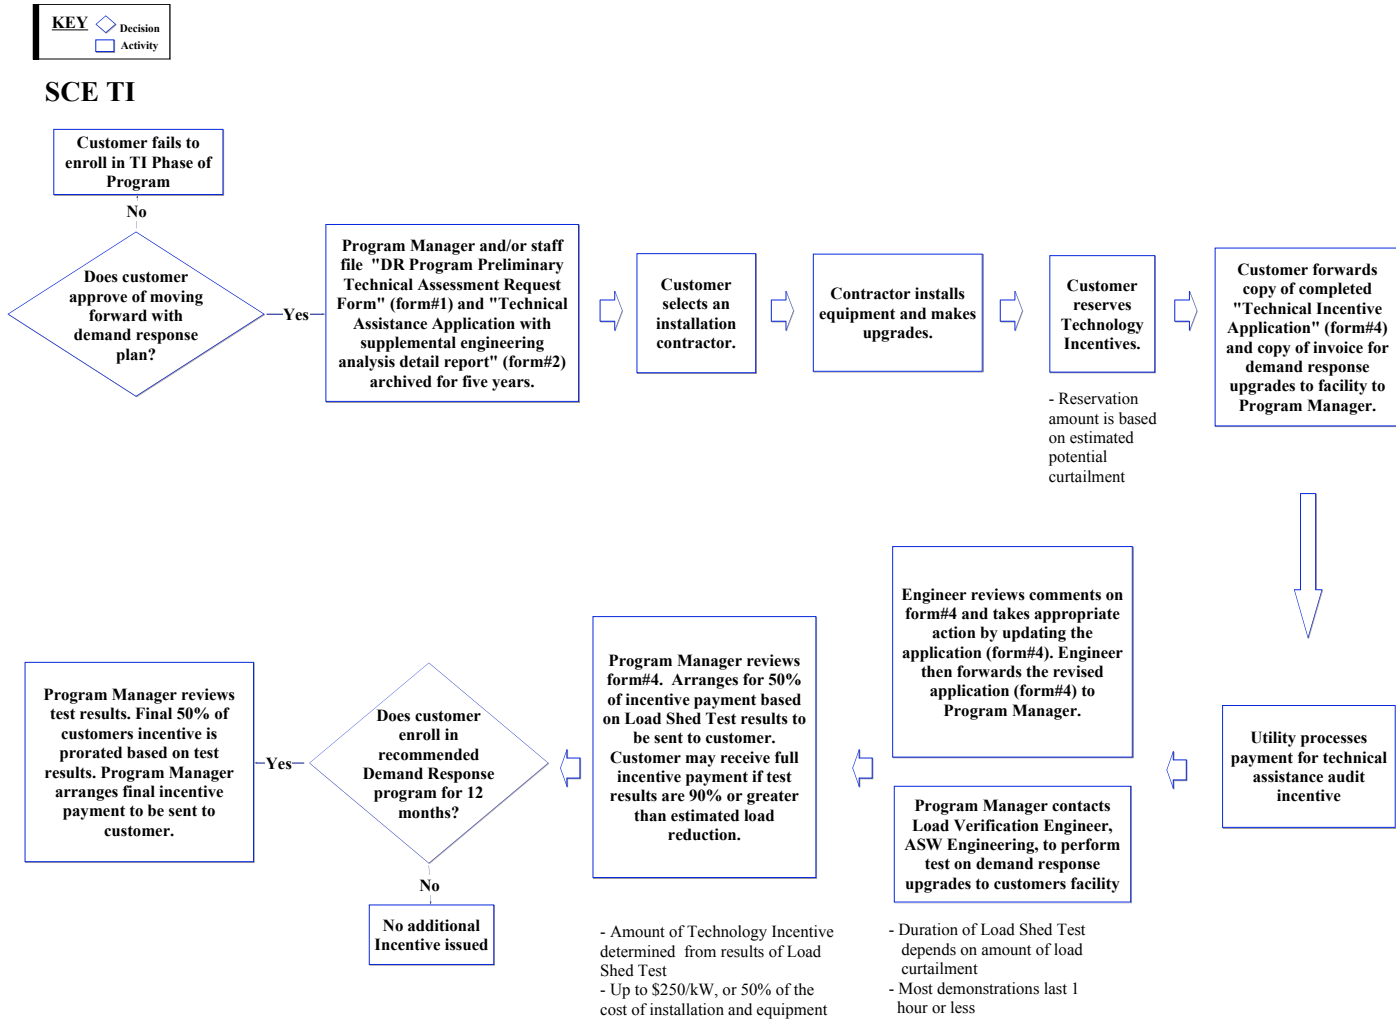 KEY
Decision
Activity
SCE TI
Customer fails to
enroll in TI Phase of
Program
No
Does customer
approve of moving
forward with
demand response
plan?
Yes
Program Manager and/or staff
file "DR Program Preliminary
Technical Assessment Request
Form" (form#1) and "Technical
Assistance Application with
supplemental engineering
analysis detail report" (form#2)
archived for five years.
Customer
selects an
installation
contractor.
Contractor installs
equipment and makes
upgrades.
Customer
reserves
Technology
Incentives.
- Reservation
amount is based
on estimated
potential
curtailment
Customer forwards
copy of completed
"Technical Incentive
Application" (form#4)
and copy of invoice for
demand response
upgrades to facility to
Program Manager.
Utility processes
payment for technical
assistance audit
incentive
Engineer reviews comments on
form#4 and takes appropriate
action by updating the
application (form#4). Engineer
then forwards the revised
application (form#4) to
Program Manager.
Program Manager contacts
Load Verification Engineer,
ASW Engineering, to perform
test on demand response
upgrades to customers facility
- Duration of Load Shed Test
depends on amount of load
curtailment
- Most demonstrations last 1
hour or less
Program Manager reviews
form#4. Arranges for 50%
of incentive payment based
on Load Shed Test results to
be sent to customer.
Customer may receive full
incentive payment if test
results are 90% or greater
than estimated load
reduction.
- Amount of Technology Incentive
determined from results of Load
Shed Test
- Up to $250/kW, or 50% of the
cost of installation and equipment
Does customer
enroll in
recommended
Demand Response
program for 12
months?
No
No additional
Incentive issued
Yes
Program Manager reviews
test results. Final 50% of
customers incentive is
prorated based on test
results. Program Manager
arranges final incentive
payment to be sent to
customer.